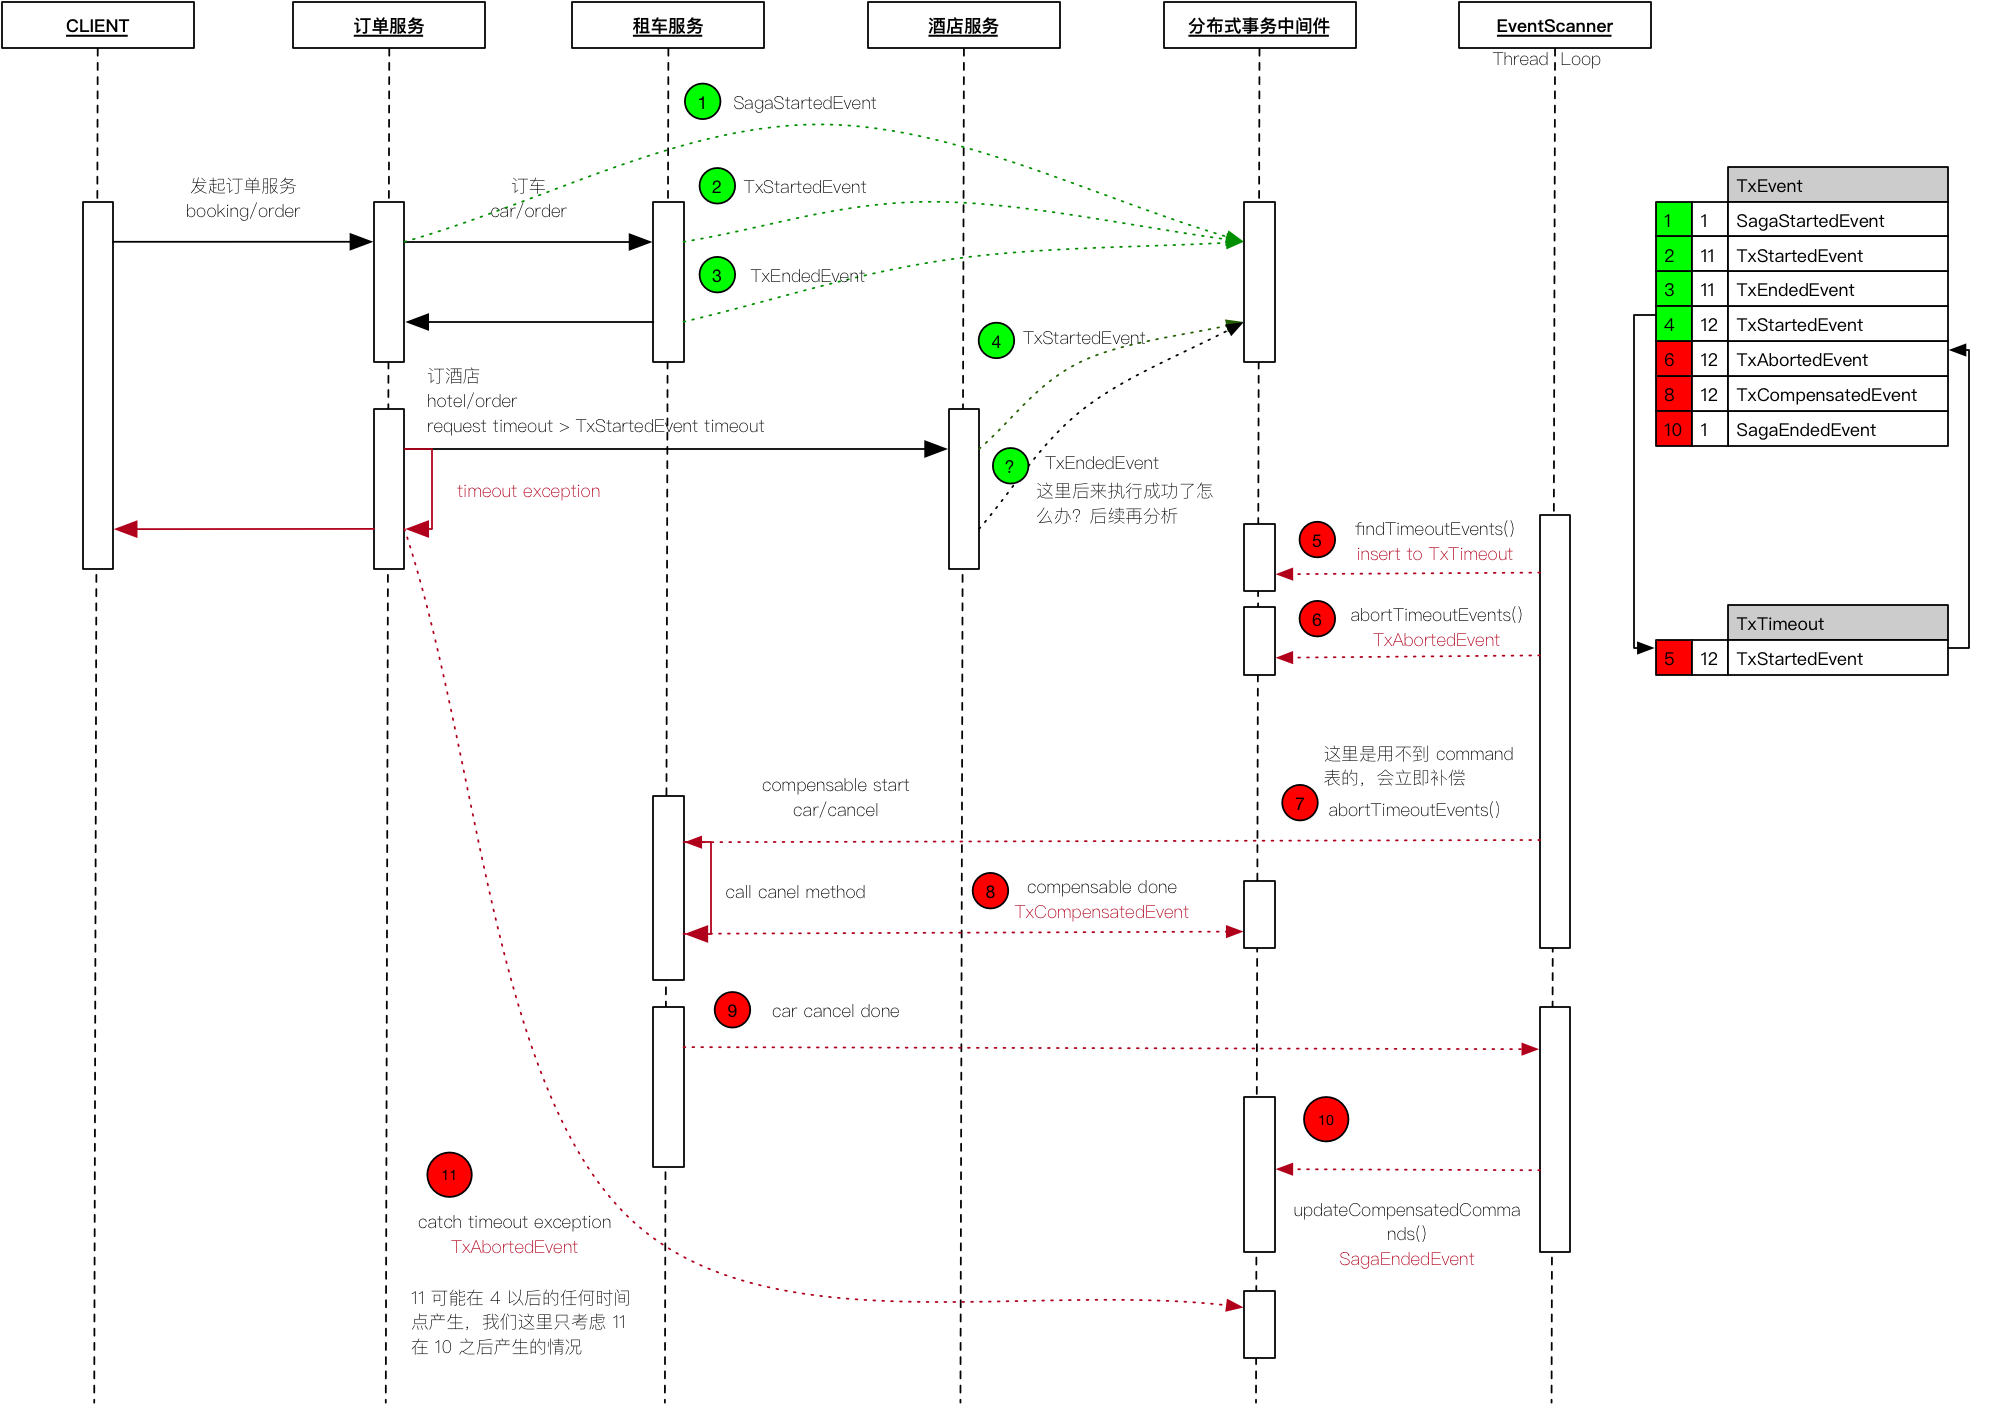 CLIENT
订单服务
租车服务
酒店服务
分布式事务中间件
EventScanner
Thread Loop
1
SagaStartedEvent
发起订单服务
booking/order
订车
car/order
2
TxStartedEvent
3
TxEndedEvent
4
TxStartedEvent
订酒店
hotel/order
request timeout > TxStartedEvent timeout
timeout exception
?
TxEndedEvent
这里后来执行成功了怎
么办？后续再分析
5
findTimeoutEvents()
insert to TxTimeout
6
abortTimeoutEvents()
TxAbortedEvent
这里是用不到 command
表的，会立即补偿
7
abortTimeoutEvents()
compensable start
car/cancel
call canel method
8
compensable done
TxCompensatedEvent
9
car cancel done
10
updateCompensatedComma
nds()
SagaEndedEvent
11
catch timeout exception
TxAbortedEvent
11 可能在 4 以后的任何时间
点产生，我们这里只考虑 11
在 10 之后产生的情况
TxEvent
1 1 SagaStartedEvent
2 11 TxStartedEvent
3 11 TxEndedEvent
4 12 TxStartedEvent
6 12 TxAbortedEvent
8 12 TxCompensatedEvent
10 1 SagaEndedEvent
TxTimeout
5 12 TxStartedEvent